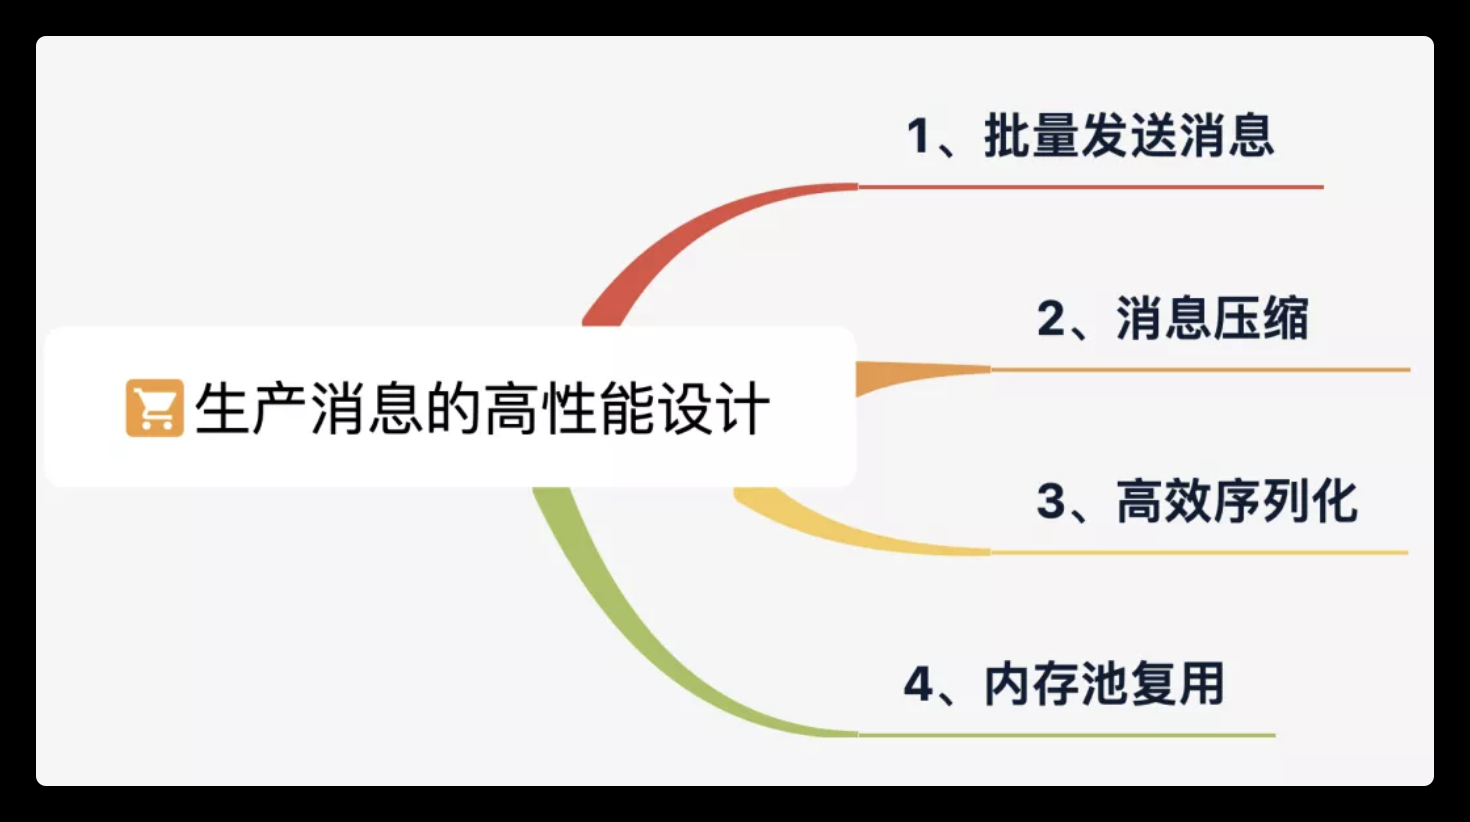 1、批量发送消息
2、消息压缩
生产消息的高性能设计
3、高效序列化
4、内存池复用